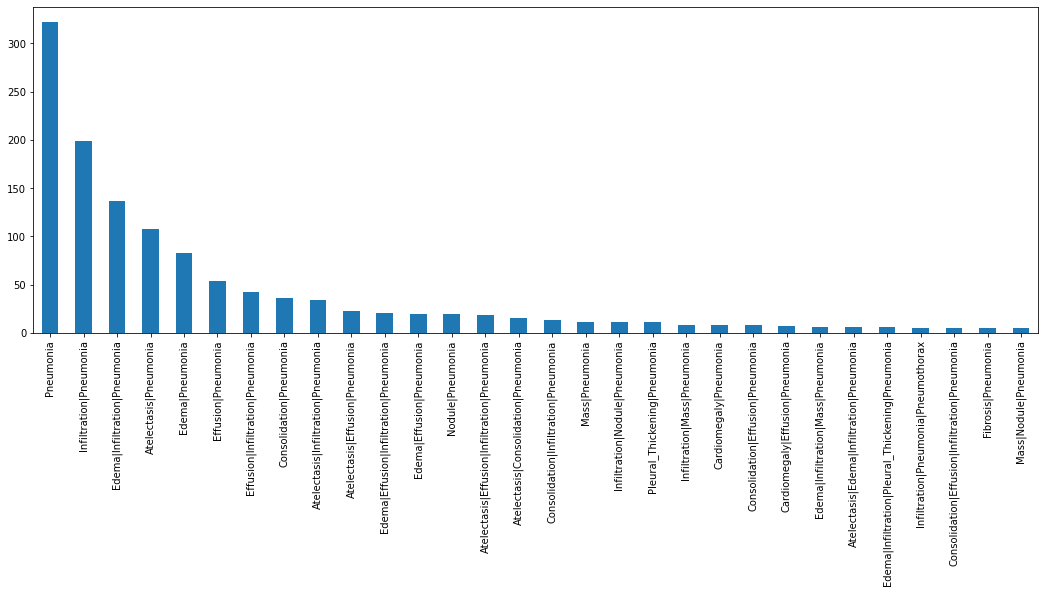 300
250
200
150
100
50
0
Pneumonia
Infiltration|Pneumonia
Edema|Infiltration|Pneumonia
Atelectasis|Pneumonia
Edema|Pneumonia
Effusion|Pneumonia
Effusion|Infiltration|Pneumonia
Consolidation|Pneumonia
Atelectasis|Infiltration|Pneumonia
Atelectasis|Effusion|Pneumonia
Edema|Effusion|Infiltration|Pneumonia
Edema|Effusion|Pneumonia
Nodule|Pneumonia
Atelectasis|Effusion|Infiltration|Pneumonia
Atelectasis|Consolidation|Pneumonia
Consolidation|Infiltration|Pneumonia
Mass|Pneumonia
Infiltration|Nodule|Pneumonia
Pleural_Thickening|Pneumonia
Infiltration|Mass|Pneumonia
Cardiomegaly|Pneumonia
Consolidation|Effusion|Pneumonia
Cardiomegaly|Effusion|Pneumonia
Edema|Infiltration|Mass|Pneumonia
Atelectasis|Edema|Infiltration|Pneumonia
Edema|Infiltration|Pleural_Thickening|Pneumonia
Infiltration|Pneumonia|Pneumothorax
Consolidation|Effusion|Infiltration|Pneumonia
Fibrosis|Pneumonia
Mass|Nodule|Pneumonia